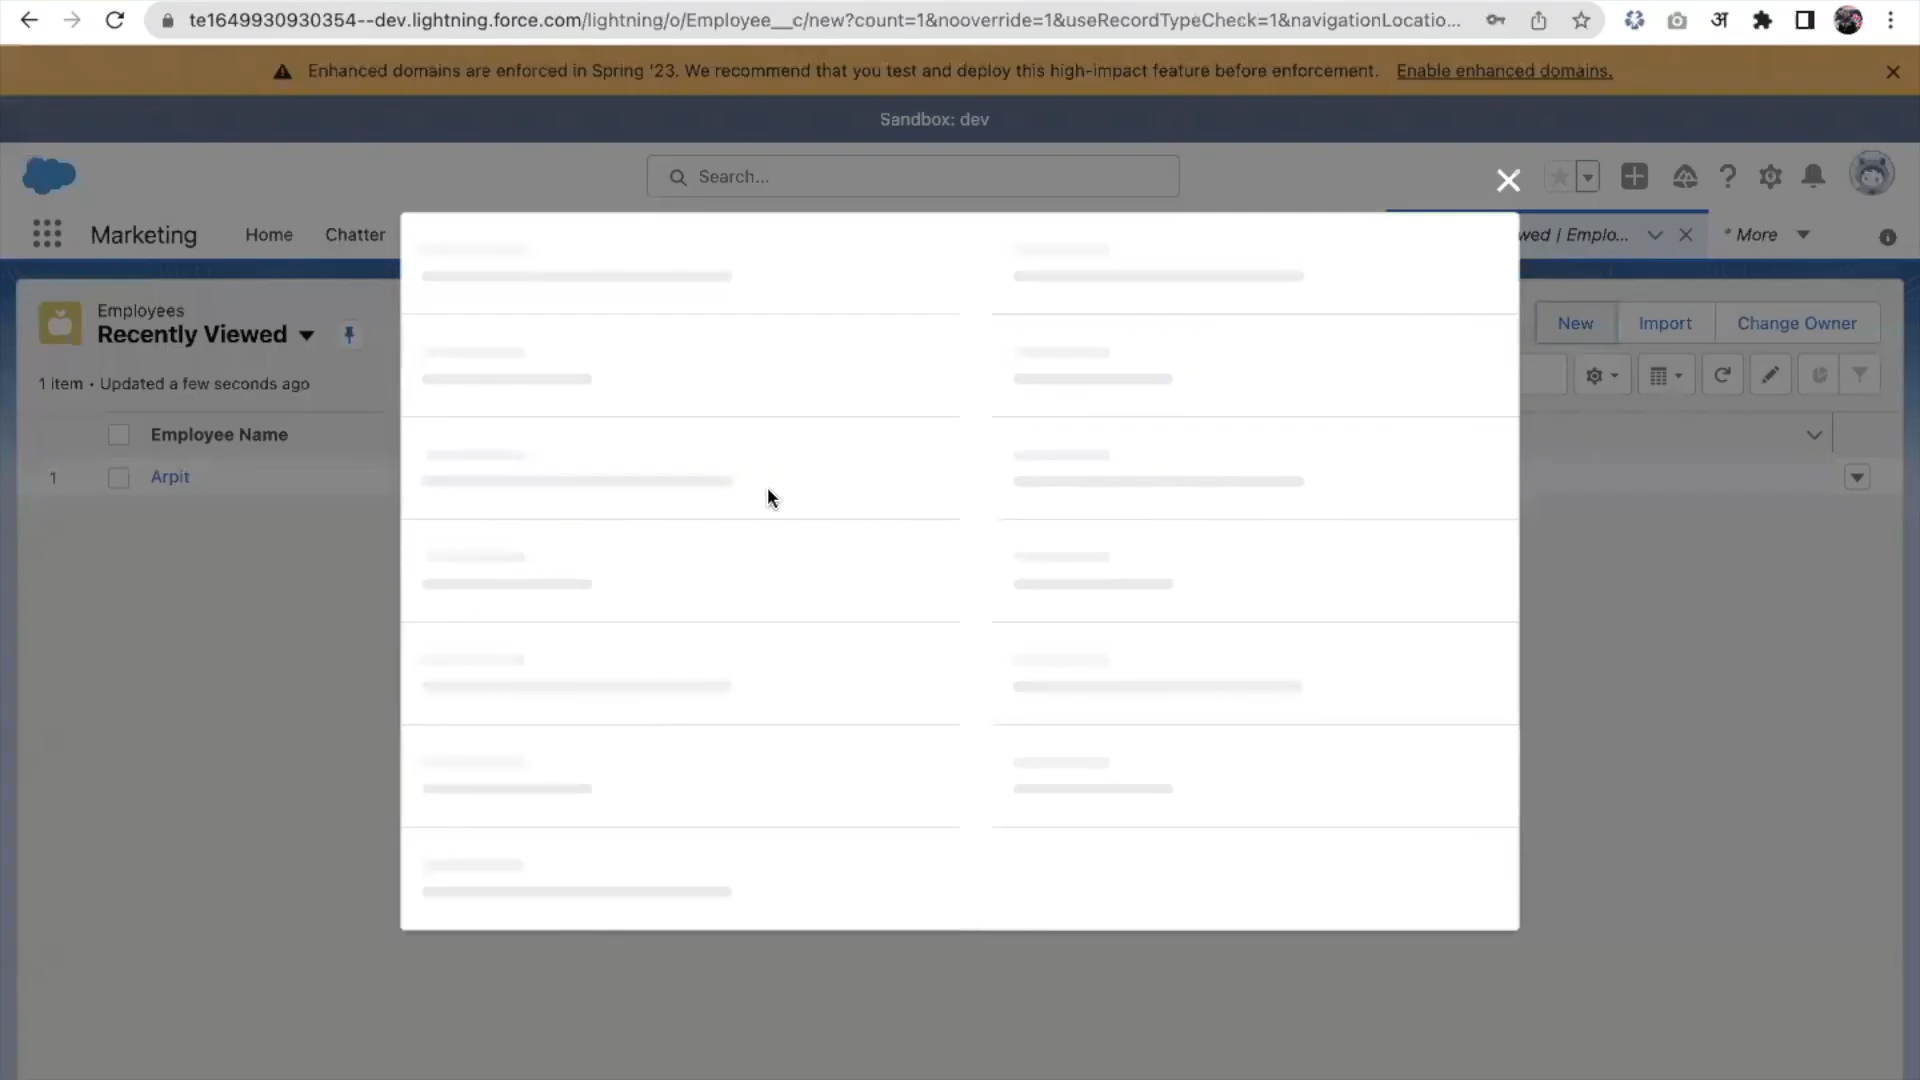 te1649930930354--dev.lightning.force.com/lightning/o/Employee__c/new?count=1&nooverride=1&useRecordTypeCheck=1&navigationLocatio...
अ
Enhanced domains are enforced in Spring '23. We recommend that you test and deploy this high-impact feature before enforcement. Enable enhanced domains.
Sandbox: dev
Search...
Marketing
Home
Chatter
wed | Emplo...
* More
Employees
Recently Viewed
New
Import
Change Owner
1 item • Updated a few seconds ago
Employee Name
1
Arpit